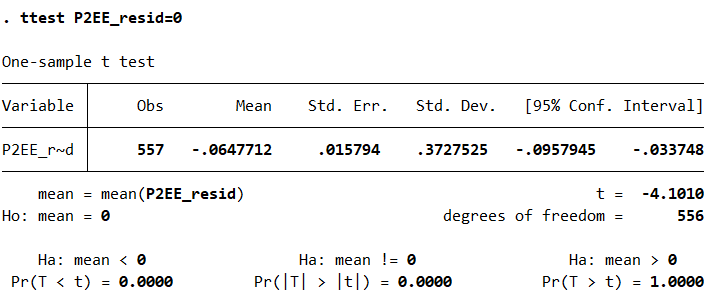 . ttest P2EE_resid=0
One-sample t test
Variable Obs Mean Std. Err. Std. Dev. [95% Conf. Interval]
P2EE_r~d 557 -.0647712 .015794 .3727525 -.0957945 -.033748
mean = mean(P2EE_resid) t = -4.1010
Ho: mean = 0 degrees of freedom = 556
Ha: mean < 0 Ha: mean != 0 Ha: mean > 0
Pr(T < t) = 0.0000 Pr(|T| > |t|) = 0.0000 Pr(T > t) = 1.0000